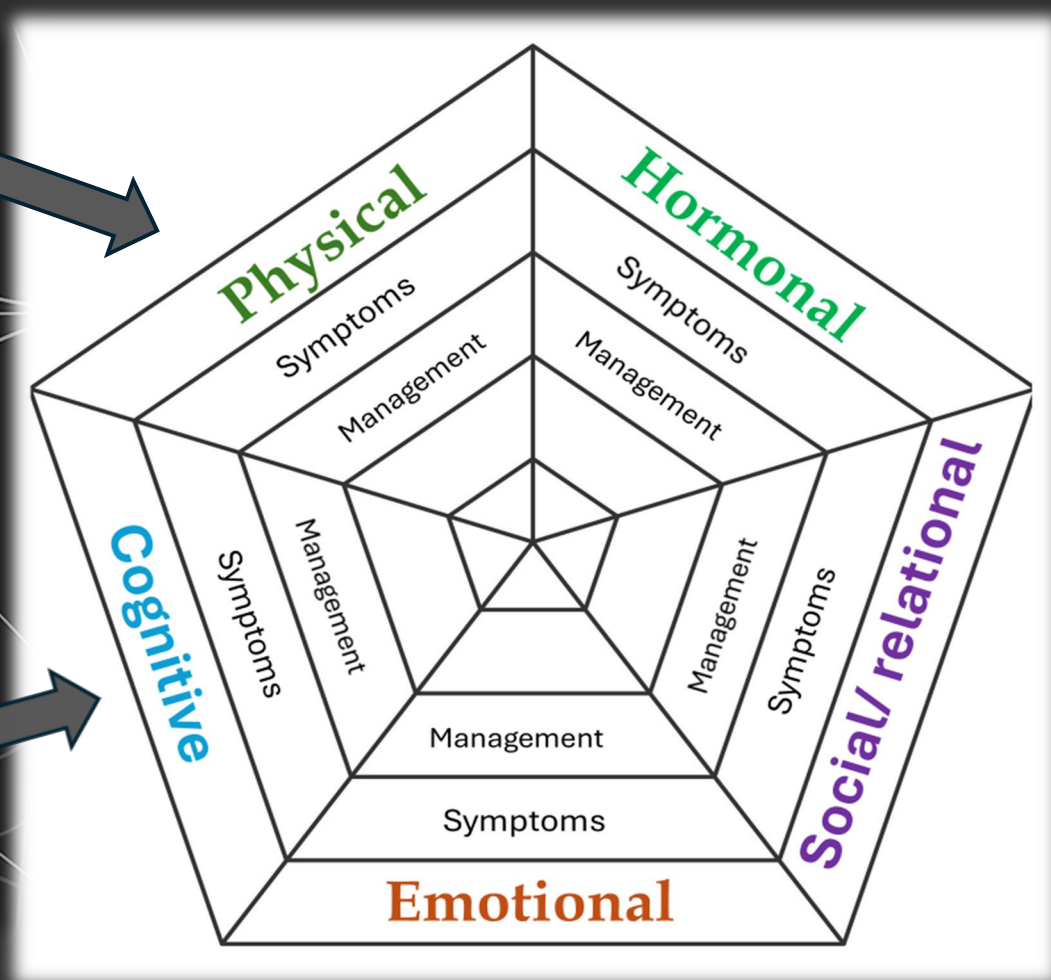 Physical
Symptoms
Management
Hormonal
Symptoms
Management
Cognitive
Symptoms
Management
Management
Symptoms
Social/ relational
Management
Symptoms
Emotional